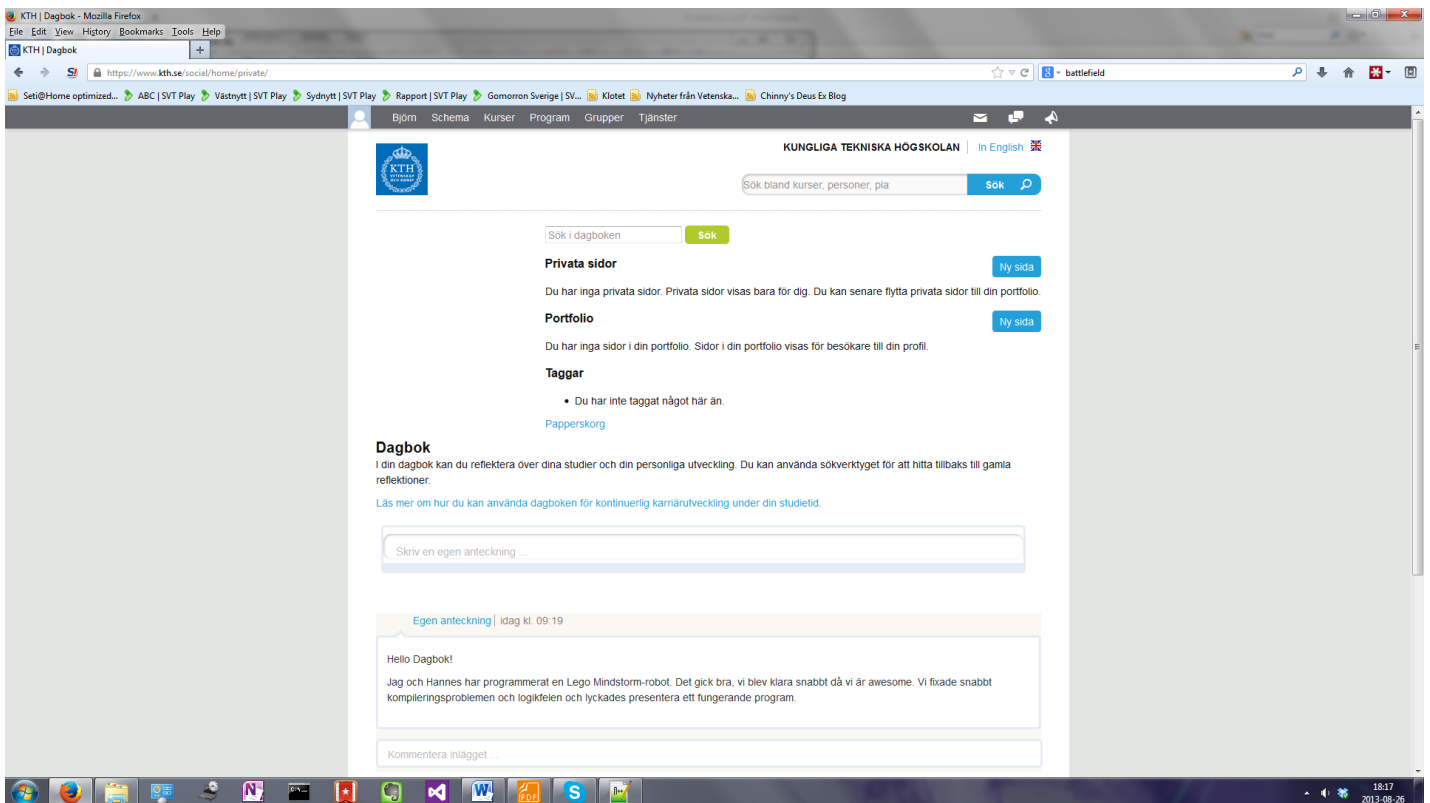 KTH | Dagbok - Mozilla Firefox
File Edit View History Bookmarks Tools Help
KTH | Dagbok
https://www.kth.se/social/home/private/
battlefield
Seti@Home optimized... ABC | SVT Play Västnytt | SVT Play Sydnytt | SVT Play Rapport | SVT Play Gomorron Sverige | SV... Klotet Nyheter från Vetenska... Chinny's Deus Ex Blog
Björn Schema Kurser Program Grupper Tjänster
KUNGLIGA TEKNISKA HÖGSKOLAN In English
KTH
VETENSKAP
OCH KONST
Sök bland kurser, personer, pla Sök
Sök i dagboken Sök
Privata sidor Ny sida
Du har inga privata sidor. Privata sidor visas bara för dig. Du kan senare flytta privata sidor till din portfolio.
Portfolio Ny sida
Du har inga sidor i din portfolio. Sidor i din portfolio visas för besökare till din profil.
Taggar
• Du har inte taggat något här än.
Papperskorg
Dagbok
I din dagbok kan du reflektera över dina studier och din personliga utveckling. Du kan använda sökverktyget för att hitta tillbaks till gamla
reflektioner.
Läs mer om hur du kan använda dagboken för kontinuerlig karriärutveckling under din studietid.
Skriv en egen anteckning ...
Egen anteckning | idag kl. 09:19
Hello Dagbok!
Jag och Hannes har programmerat en Lego Mindstorm-robot. Det gick bra, vi blev klara snabbt då vi är awesome. Vi fixade snabbt
kompileringsproblemen och logikfelen och lyckades presentera ett fungerande program.
Kommentera inlägget ...
18:17
2013-08-26